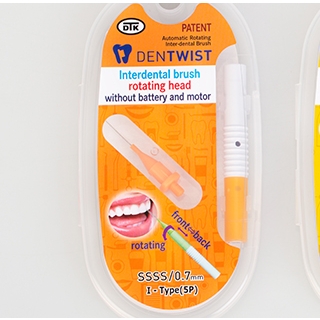 DTK
PATENT
Automatic Rotating
Inter-dental Brush
DENTWIST
Interdental brush
rotating head
without battery and motor
front⇔back
rotating
SSSS/0.7mm
I - Type(5P)